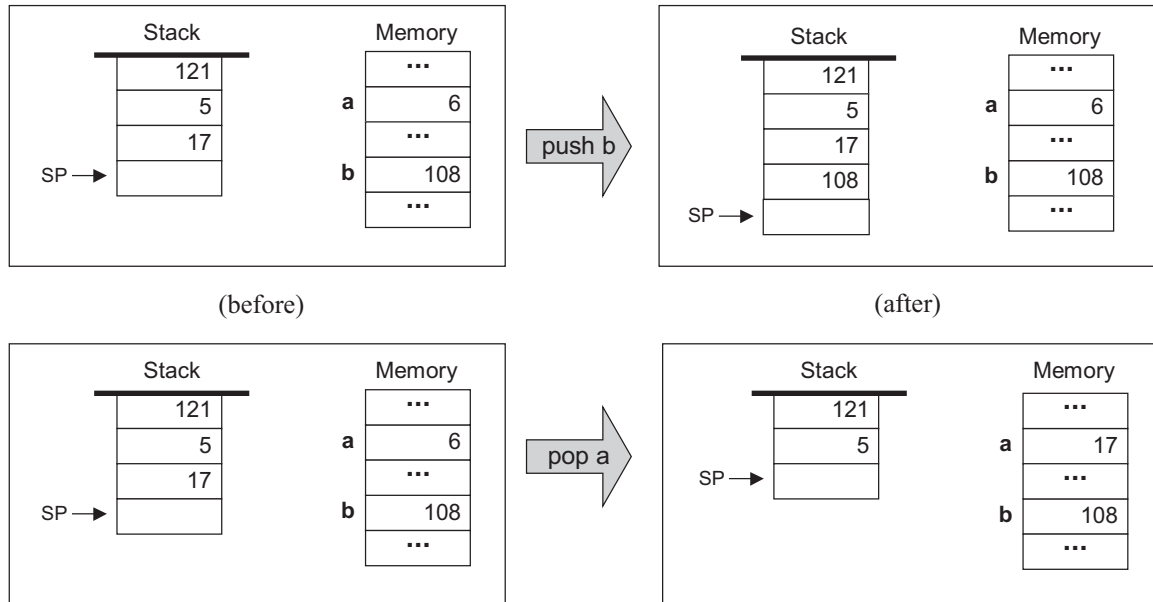 Stack
121
5
17
SP
Memory
...
a 6
...
b 108
...
push b
Stack
121
5
17
108
SP
Memory
...
a 6
...
b 108
...
(before)
(after)
Stack
121
5
17
SP
Memory
...
a 6
...
b 108
...
pop a
Stack
121
5
SP
Memory
...
a 17
...
b 108
...